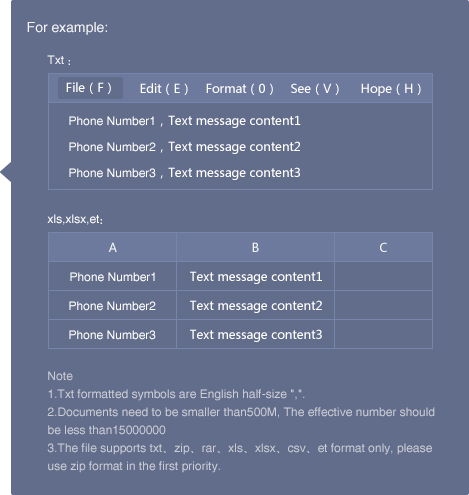 For example:
Txt：
File ( F ) Edit ( E ) Format ( 0 ) See ( V ) Hope ( H )
Phone Number1 , Text message content1
Phone Number2 , Text message content2
Phone Number3 , Text message content3
xls,xlsx,et:
A B C
Phone Number1 Text message content1
Phone Number2 Text message content2
Phone Number3 Text message content3
Note
1.Txt formatted symbols are English half-size ",".
2.Documents need to be smaller than500M, The effective number should
be less than15000000
3.The file supports txt、zip、rar、xls、xlsx、csv、et format only, please
use zip format in the first priority.